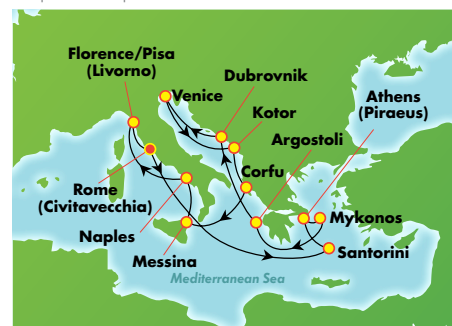 Florence/Pisa
(Livorno)
Dubrovnik
Venice
Athens
(Piraeus)
Kotor
Argostoli
Corfu
Rome
(Civitavecchia)
Mykonos
Naples
Santorini
Messina
Mediterranean Sea